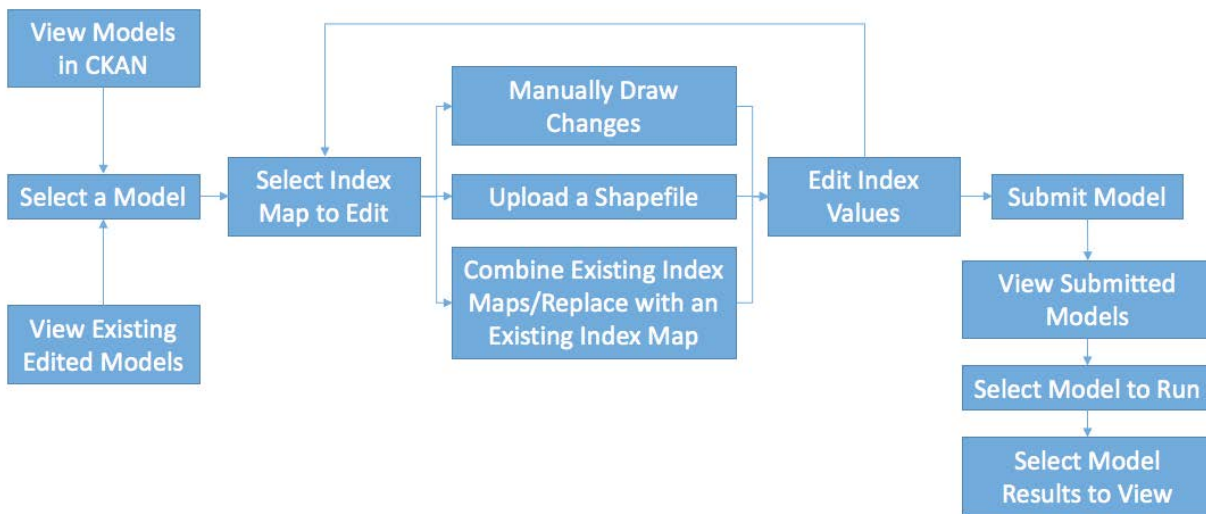 View Models
in CKAN
Select a Model
View Existing
Edited Models
Select Index
Map to Edit
Manually Draw
Changes
Upload a Shapefile
Combine Existing Index
Maps/Replace with an
Existing Index Map
Edit Index
Values
Submit Model
View Submitted
Models
Select Model to Run
Select Model
Results to View